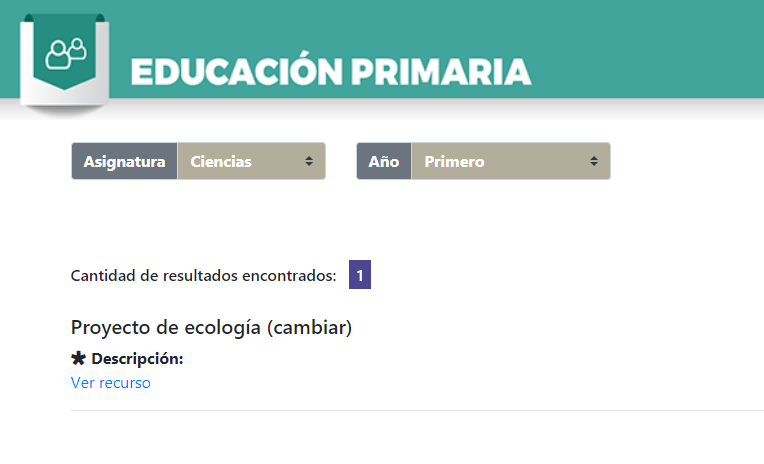 EDUCACIÓN PRIMARIA
Asignatura Ciencias Año Primero
Cantidad de resultados encontrados: 1
Proyecto de ecología (cambiar)
✱ Descripción:
Ver recurso